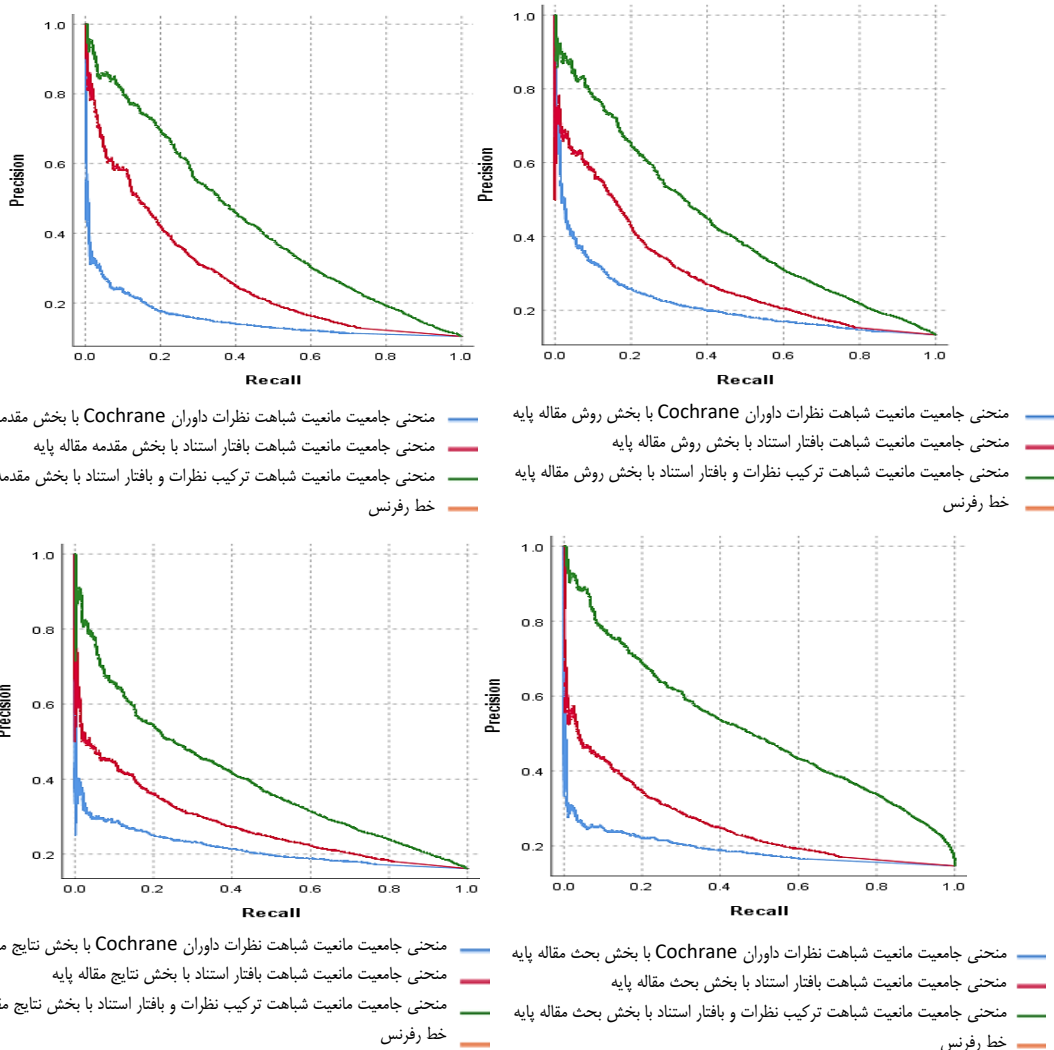 1.0
0.8
0.6
0.4
0.2
0.0 0.2 0.4 0.6 0.8 1.0
Precision
Recall
منحنی جامعیت مانعیت شباهت نظرات داوران Cochrane با بخش مقدمه
منحنی جامعیت مانعیت شباهت بافتار استناد با بخش مقدمه مقاله پایه
منحنی جامعیت مانعیت شباهت ترکیب نظرات و بافتار استناد با بخش مقدمه
خط رفرنس
1.0
0.8
0.6
0.4
0.2
0.0 0.2 0.4 0.6 0.8 1.0
Precision
Recall
منحنی جامعیت مانعیت شباهت نظرات داوران Cochrane با بخش روش مقاله پایه
منحنی جامعیت مانعیت شباهت بافتار استناد با بخش روش مقاله پایه
منحنی جامعیت مانعیت شباهت ترکیب نظرات و بافتار استناد با بخش روش مقاله پایه
خط رفرنس
1.0
0.8
0.6
0.4
0.2
0.0 0.2 0.4 0.6 0.8 1.0
Precision
Recall
منحنی جامعیت مانعیت شباهت نظرات داوران Cochrane با بخش نتایج
منحنی جامعیت مانعیت شباهت بافتار استناد با بخش نتایج مقاله پایه
منحنی جامعیت مانعیت شباهت ترکیب نظرات و بافتار استناد با بخش نتایج
خط رفرنس
1.0
0.8
0.6
0.4
0.2
0.0 0.2 0.4 0.6 0.8 1.0
Precision
Recall
منحنی جامعیت مانعیت شباهت نظرات داوران Cochrane با بخش بحث مقاله پایه
منحنی جامعیت مانعیت شباهت بافتار استناد با بخش بحث مقاله پایه
منحنی جامعیت مانعیت شباهت ترکیب نظرات و بافتار استناد با بخش بحث مقاله پایه
خط رفرنس